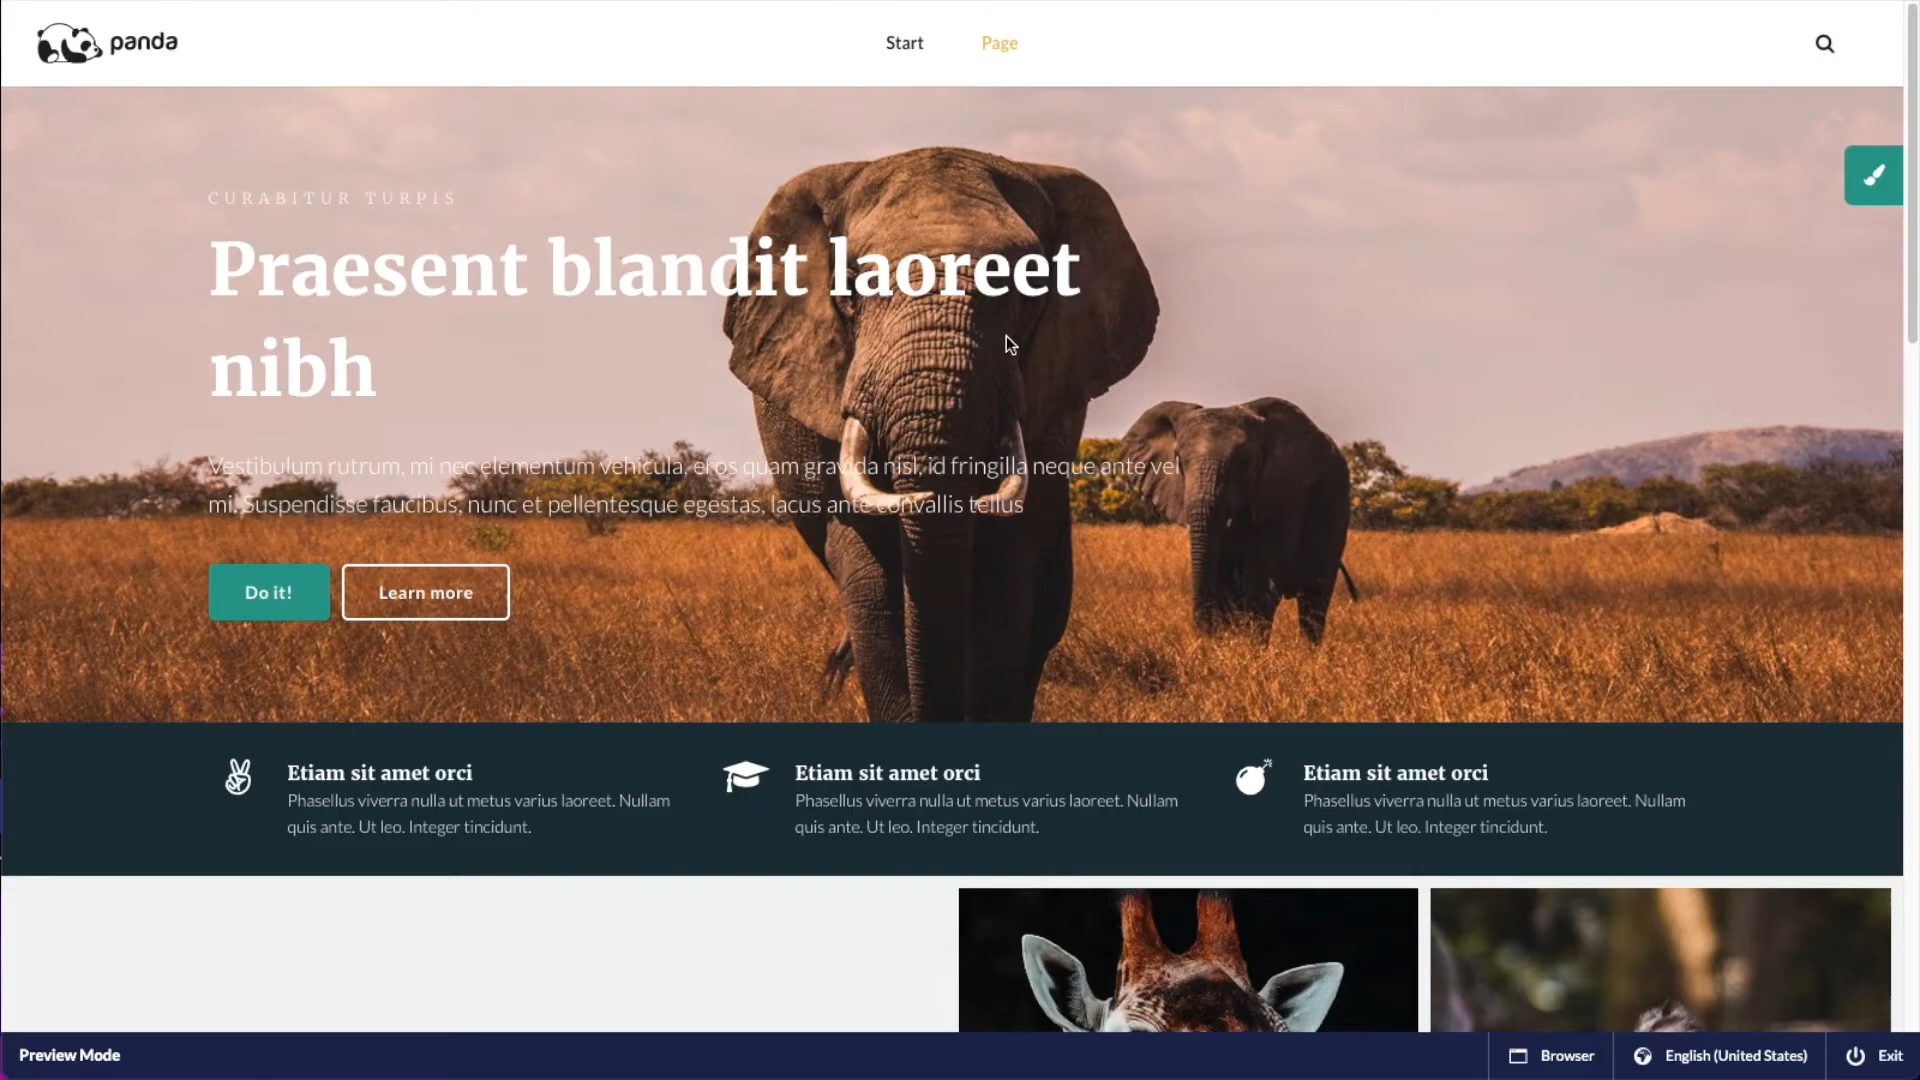 panda
Start
Page
CURABITUR TURPIS
Praesent blandit laoreet
nibh
Vestibulum rutrum, mi nec elementum vehicula, eros quam gravida nisl, id fringilla neque ante vel
mi. Suspendisse faucibus, nunc et pellentesque egestas, lacus ante convallis tellus
Do it!
Learn more
Etiam sit amet orci
Phasellus viverra nulla ut metus varius laoreet. Nullam
quis ante. Ut leo. Integer tincidunt.
Etiam sit amet orci
Phasellus viverra nulla ut metus varius laoreet. Nullam
quis ante. Ut leo. Integer tincidunt.
Etiam sit amet orci
Phasellus viverra nulla ut metus varius laoreet. Nullam
quis ante. Ut leo. Integer tincidunt.
Preview Mode
Browser
English (United States)
Exit